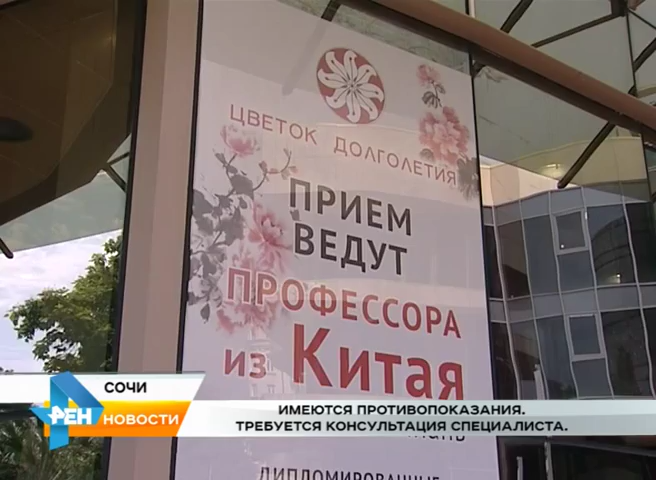 ЦВЕТОК ДОЛГОЛЕТИЯ
ПРИЕМ
ВЕДУТ
ПРОФЕССОРА
из Китая
СОЧИ
РЕН НОВОСТИ
ИМЕЮТСЯ ПРОТИВОПОКАЗАНИЯ.
ТРЕБУЕТСЯ КОНСУЛЬТАЦИЯ СПЕЦИАЛИСТА.
ДИПЛОМИРОВАННЫЕ